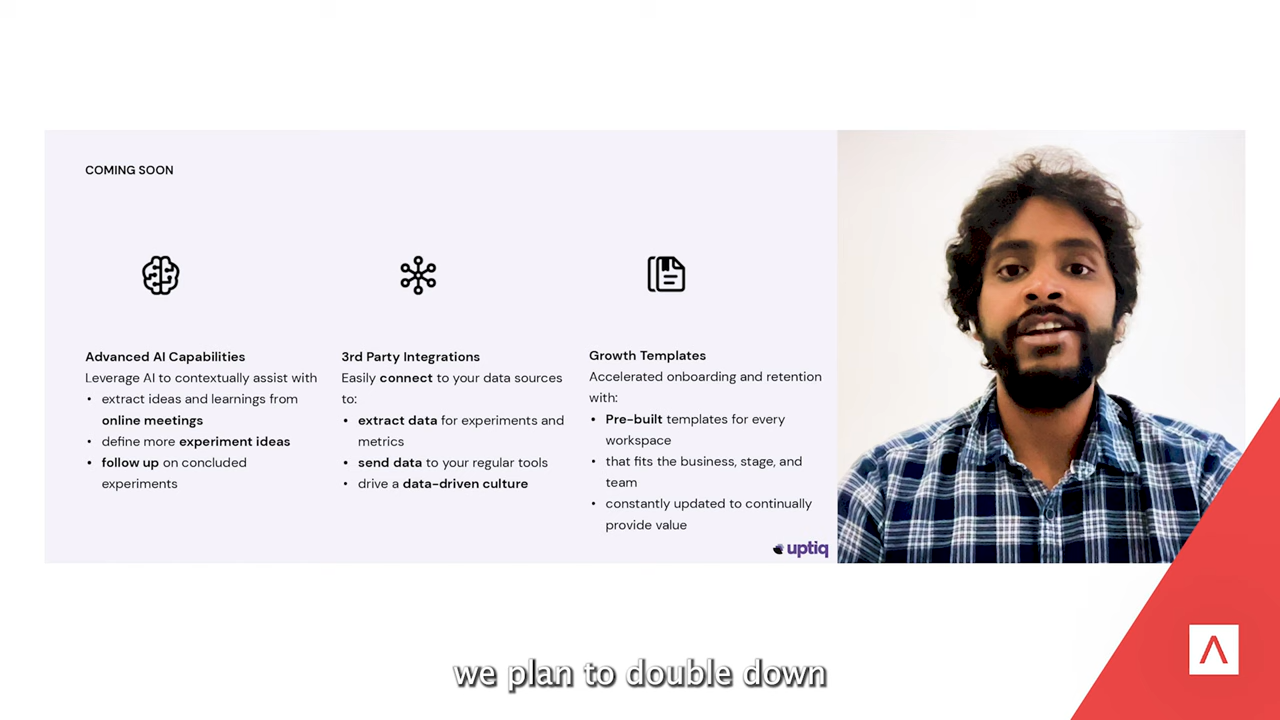 COMING SOON
Advanced AI Capabilities
Leverage AI to contextually assist with
• extract ideas and learnings from
online meetings
• define more experiment ideas
• follow up on concluded
experiments
3rd Party Integrations
Easily connect to your data sources
to:
• extract data for experiments and
metrics
• send data to your regular tools
• drive a data-driven culture
Growth Templates
Accelerated onboarding and retention
with:
• Pre-built templates for every
workspace
• that fits the business, stage, and
team
• constantly updated to continually
provide value
uptiq
we plan to double down